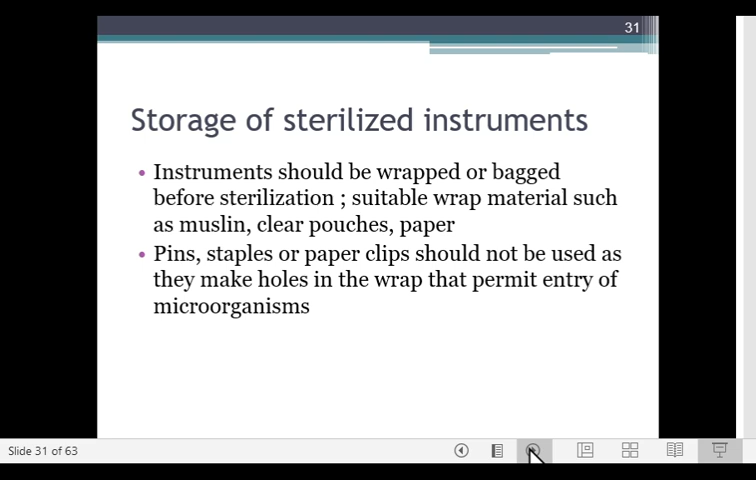 31
Storage of sterilized instruments
• Instruments should be wrapped or bagged
before sterilization ; suitable wrap material such
as muslin, clear pouches, paper
• Pins, staples or paper clips should not be used as
they make holes in the wrap that permit entry of
microorganisms
Slide 31 of 63